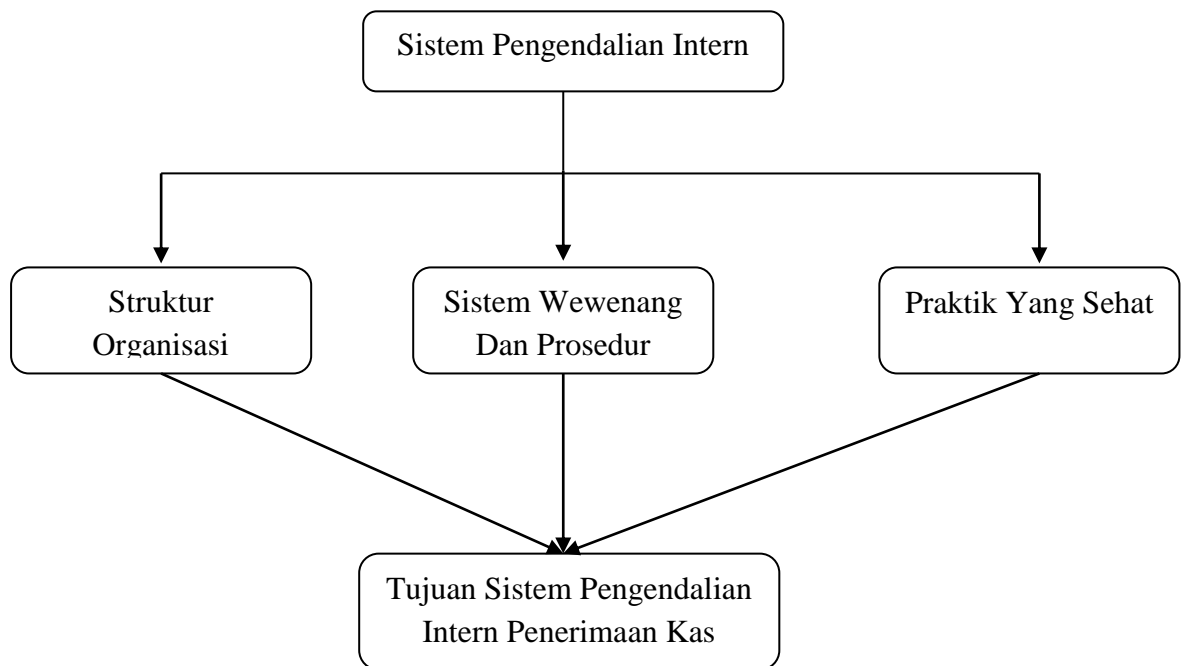 Sistem Pengendalian Intern
Struktur
Organisasi
Sistem Wewenang
Dan Prosedur
Praktik Yang Sehat
Tujuan Sistem Pengendalian
Intern Penerimaan Kas